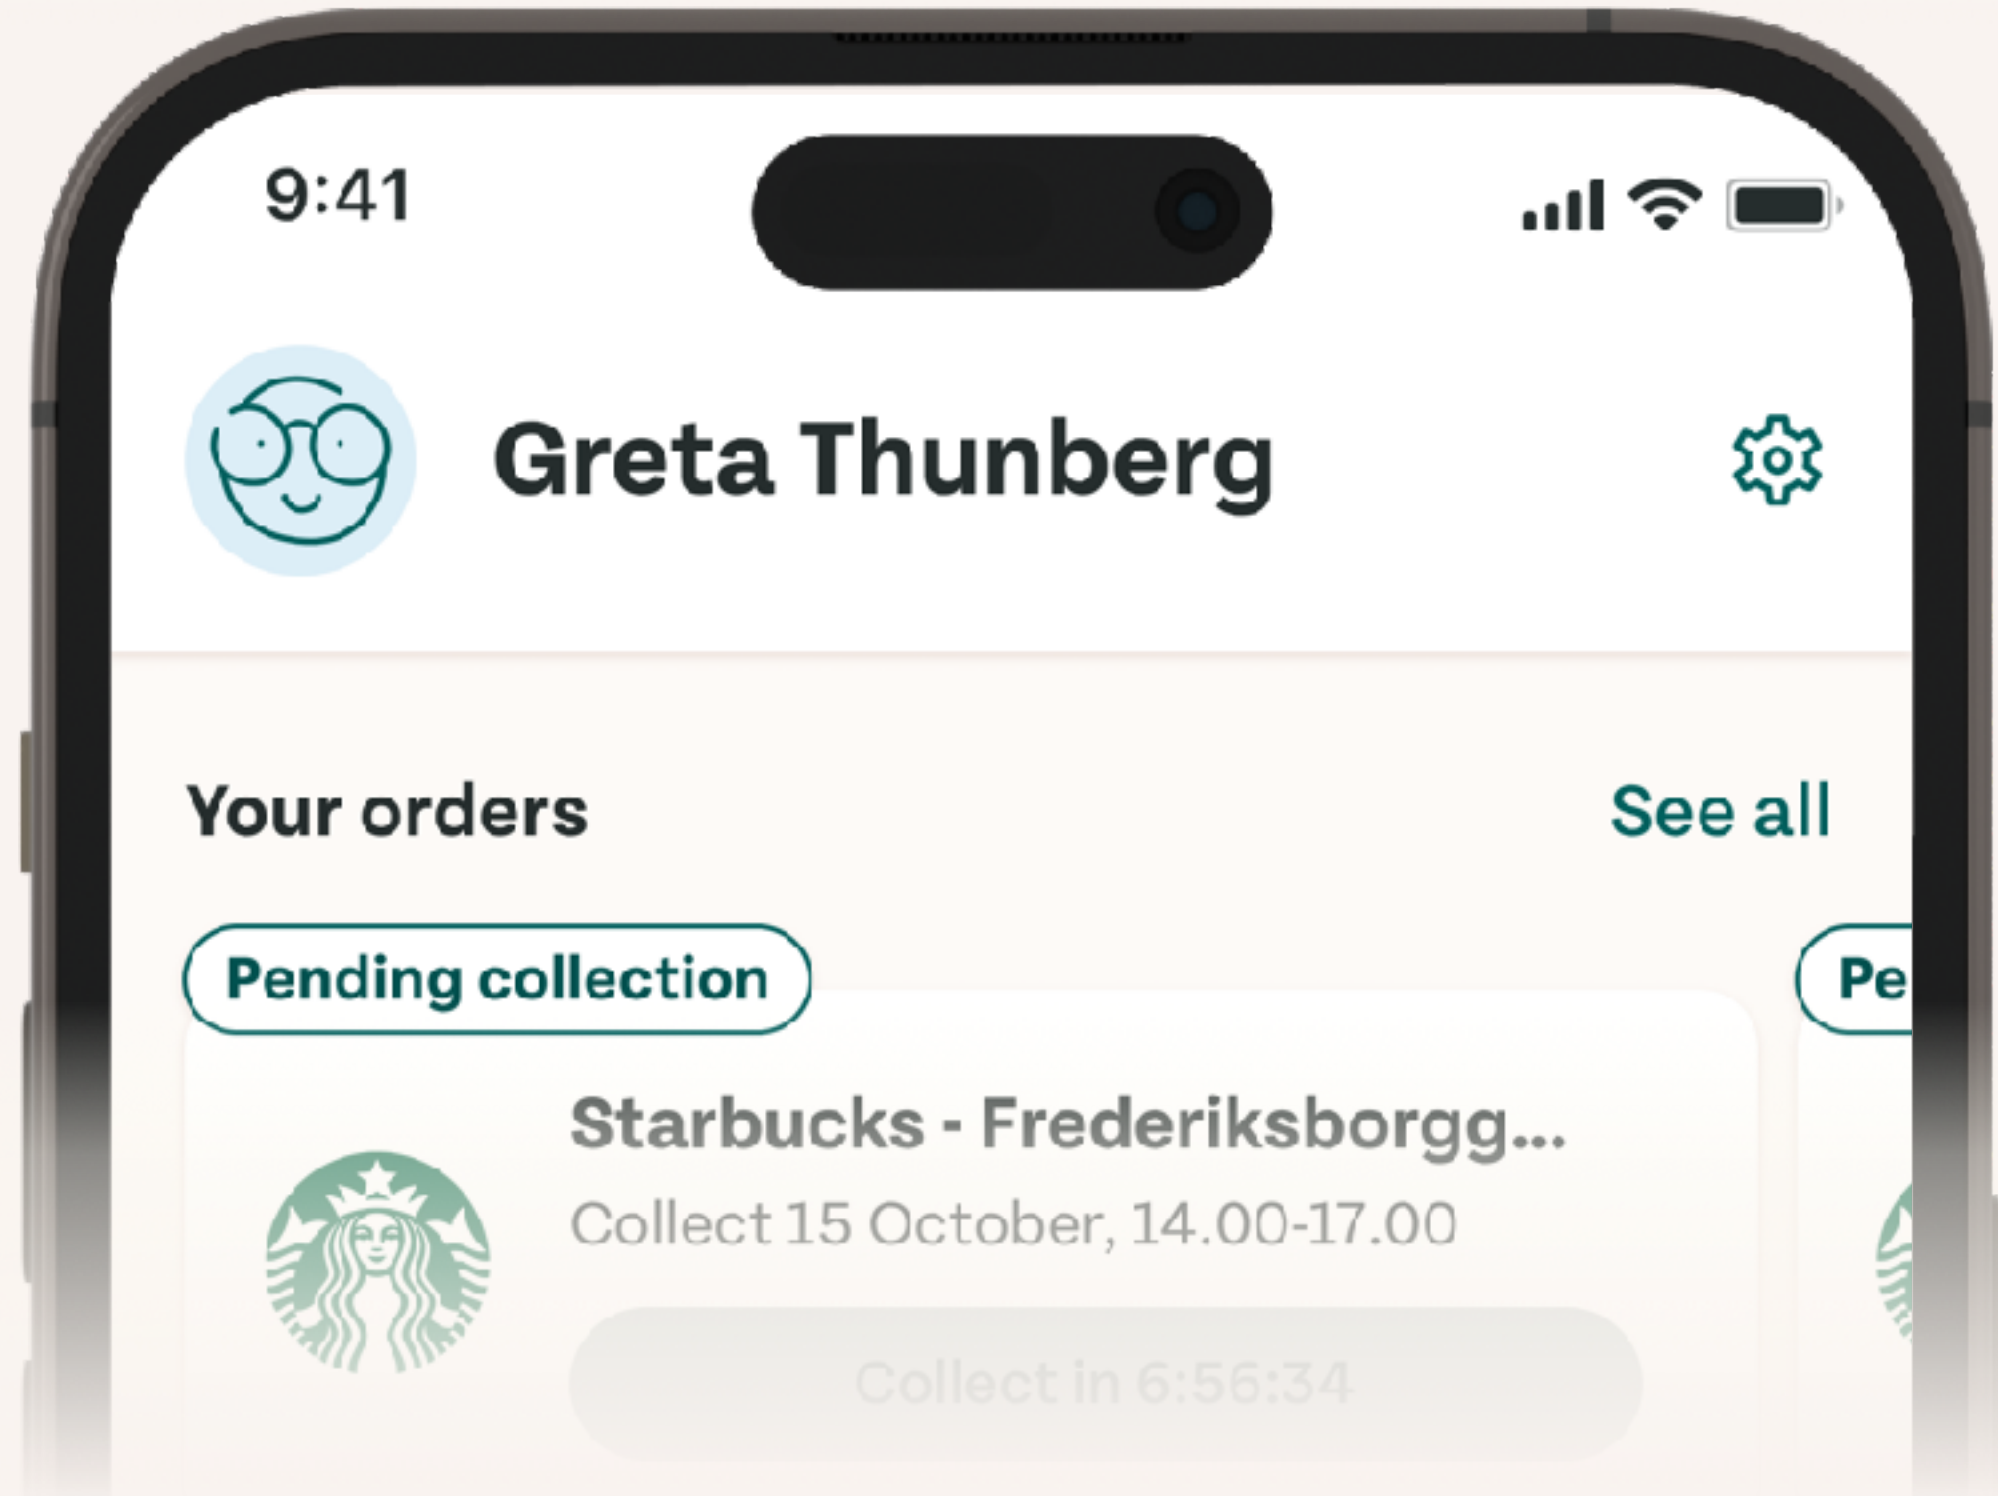 9:41
Greta Thunberg
Your orders
See all
Pending collection
Pe
Starbucks - Frederiksborgg...
Collect 15 October, 14.00-17.00
Collect in 6:56:34